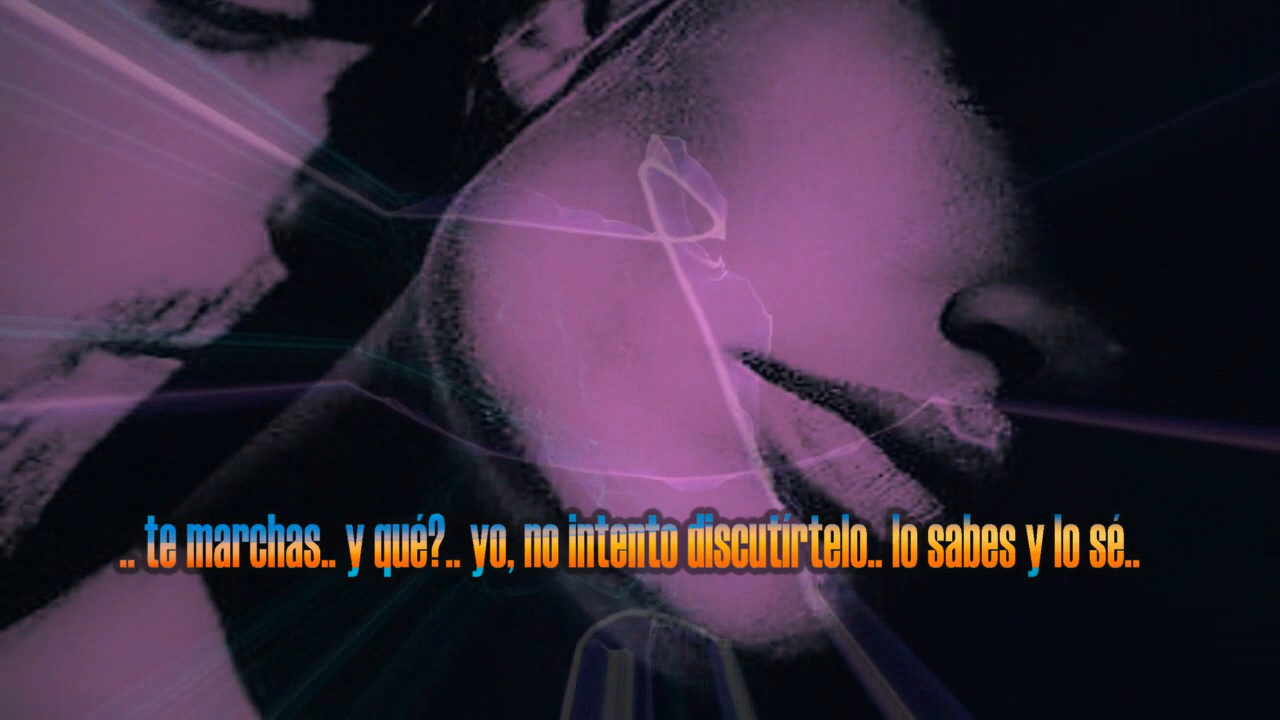 .. te marchas.. y qué?.. yo, no intento discutírtelo.. lo sabes y lo sé..